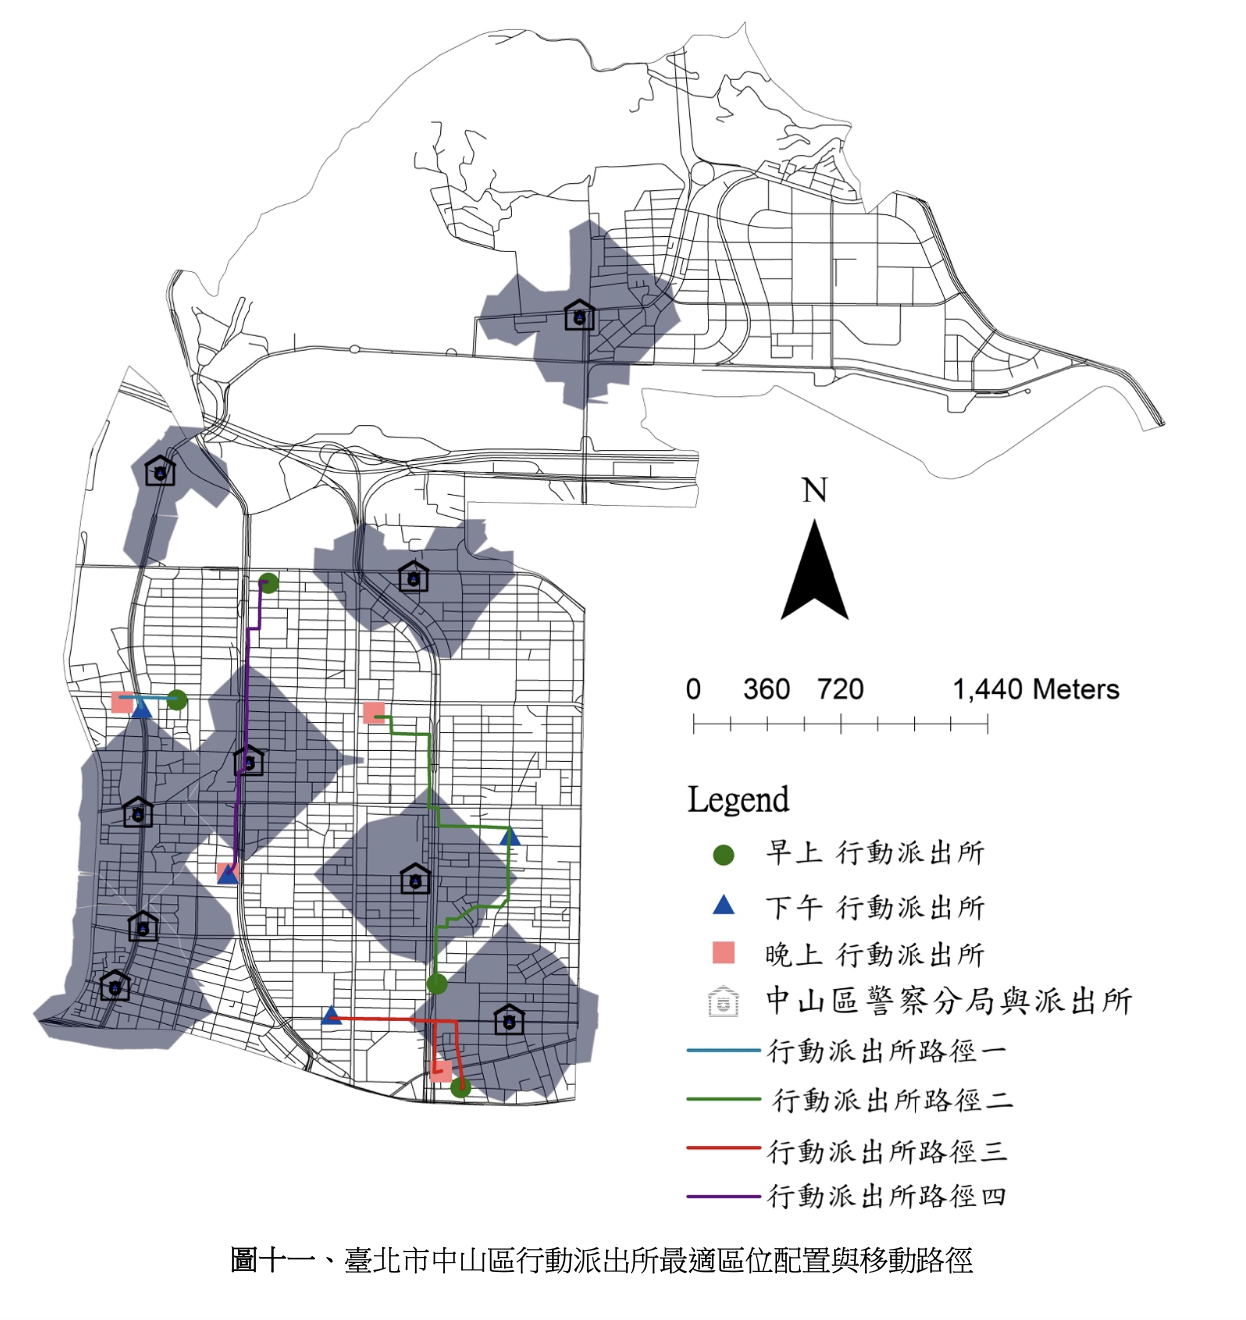 N
0 360 720 1,440 Meters
Legend
早上 行動派出所
下午 行動派出所
晚上 行動派出所
中山區警察分局與派出所
行動派出所路徑一
行動派出所路徑二
行動派出所路徑三
行動派出所路徑四
圖十一、臺北市中山區行動派出所最適區位配置與移動路徑